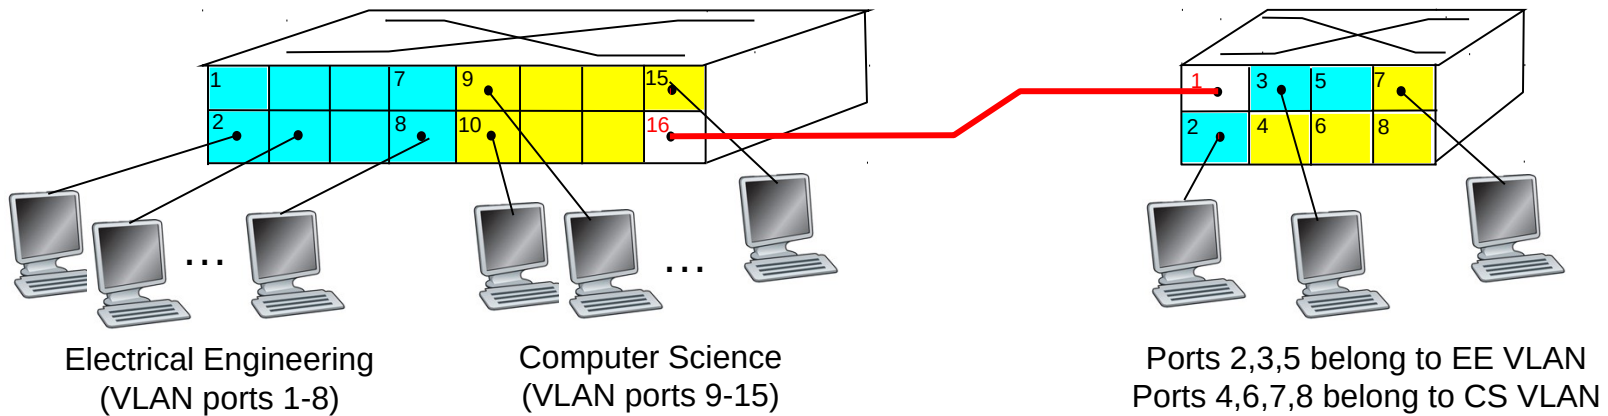 1 7 9 15
2 8 10 16
1 3 5 7
2 4 6 8
... ...
Electrical Engineering
(VLAN ports 1-8)
Computer Science
(VLAN ports 9-15)
Ports 2,3,5 belong to EE VLAN
Ports 4,6,7,8 belong to CS VLAN